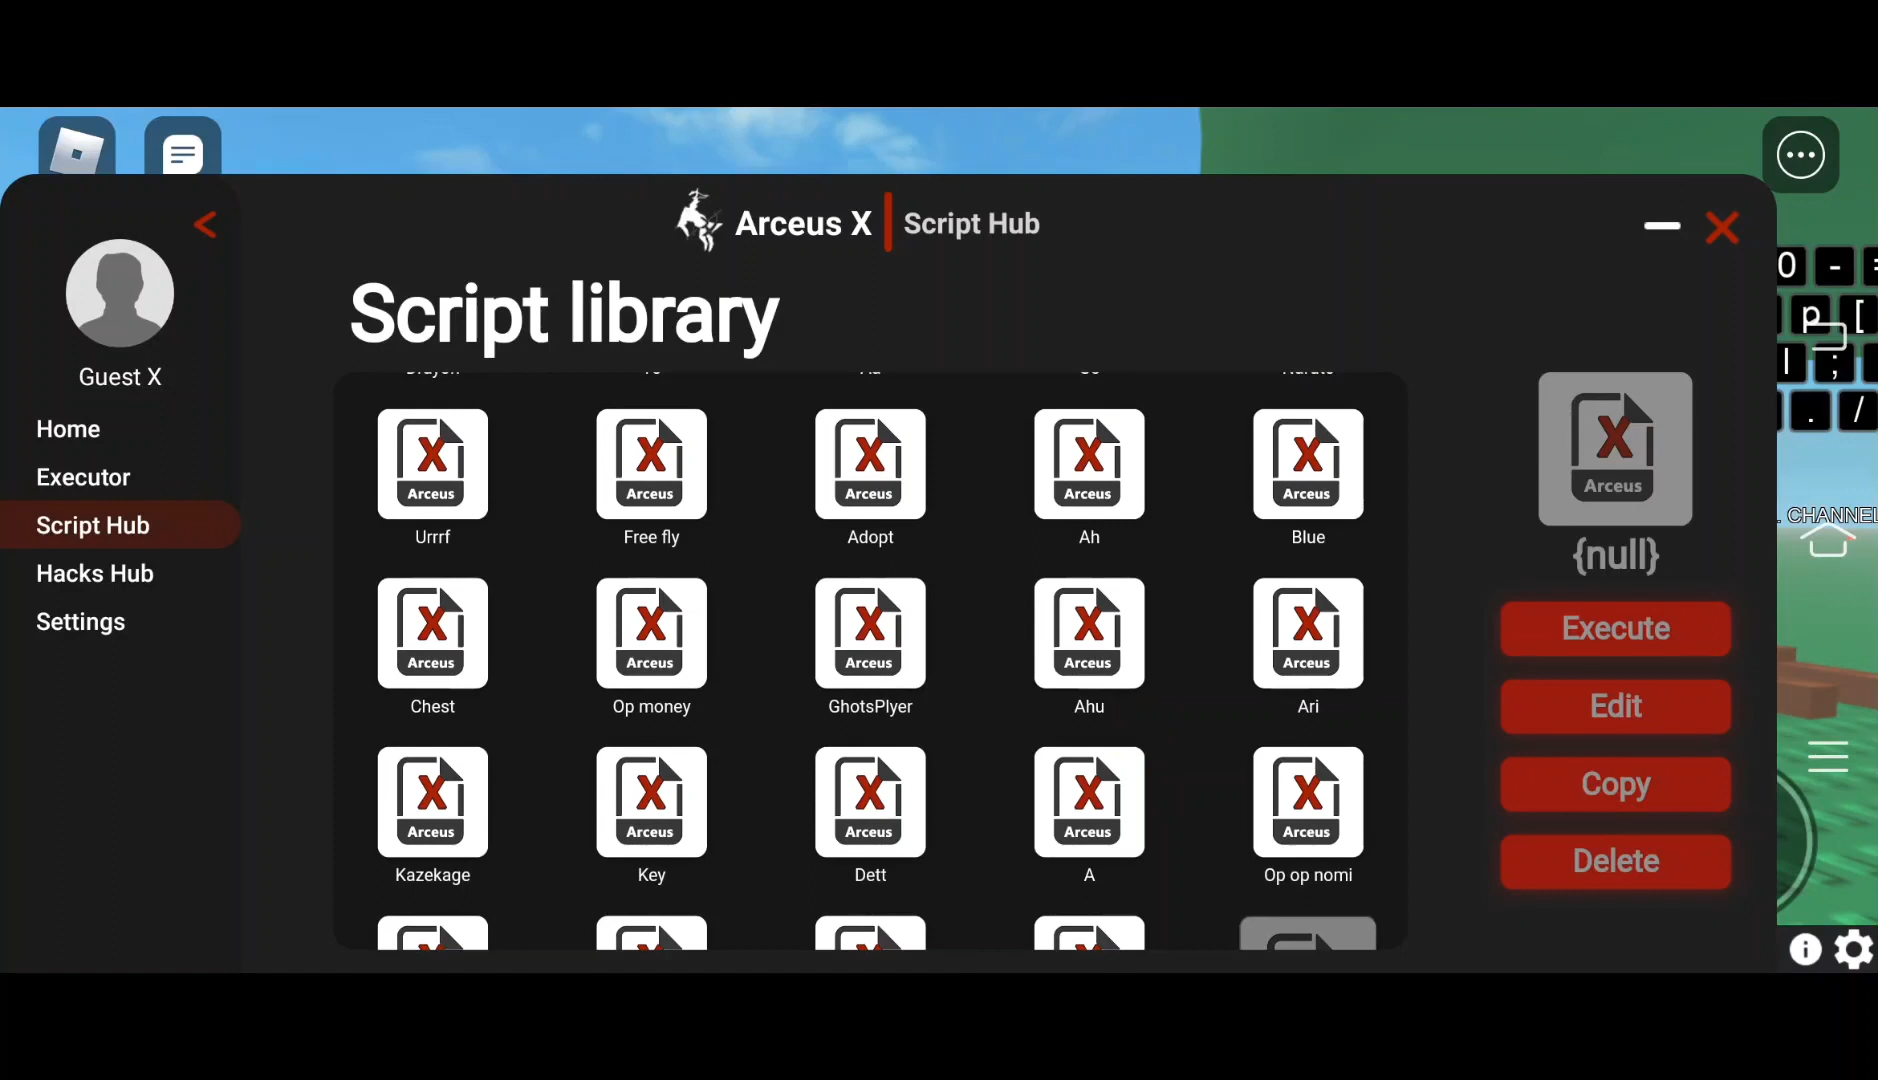 Arceus X Script Hub
Script library
<
Guest X
Home
Executor
Script Hub
Hacks Hub
Settings
X Arceus X Arceus X Arceus X Arceus X Arceus
Urrrf Free fly Adopt Ah Blue
X Arceus X Arceus X Arceus X Arceus X Arceus
Chest Op money GhotsPlyer Ahu Ari
X Arceus X Arceus X Arceus X Arceus X Arceus
Kazekage Key Dett A Op op nomi
X Arceus
{null}
Execute
Edit
Copy
Delete
0 -
p [
;
. /
CHANNEL
i